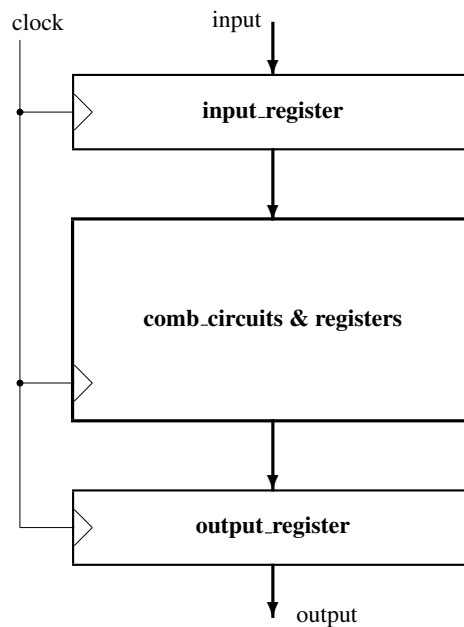 clock
input
input_register
comb_circuits & registers
output_register
output